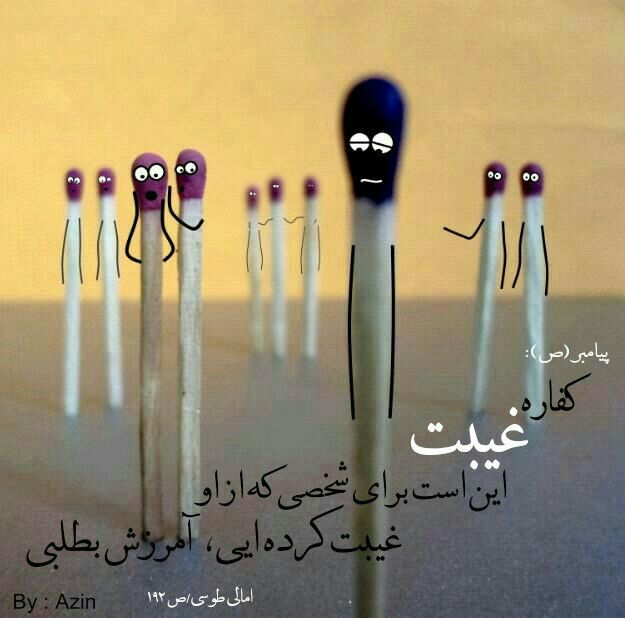 پیامبر(ص):
کفاره
غیبت
این است برای شخصی که از او
غیبت کرده ایی، آمرزش بطلبی
امالی طوسی/ص ۱۹۲
By : Azin